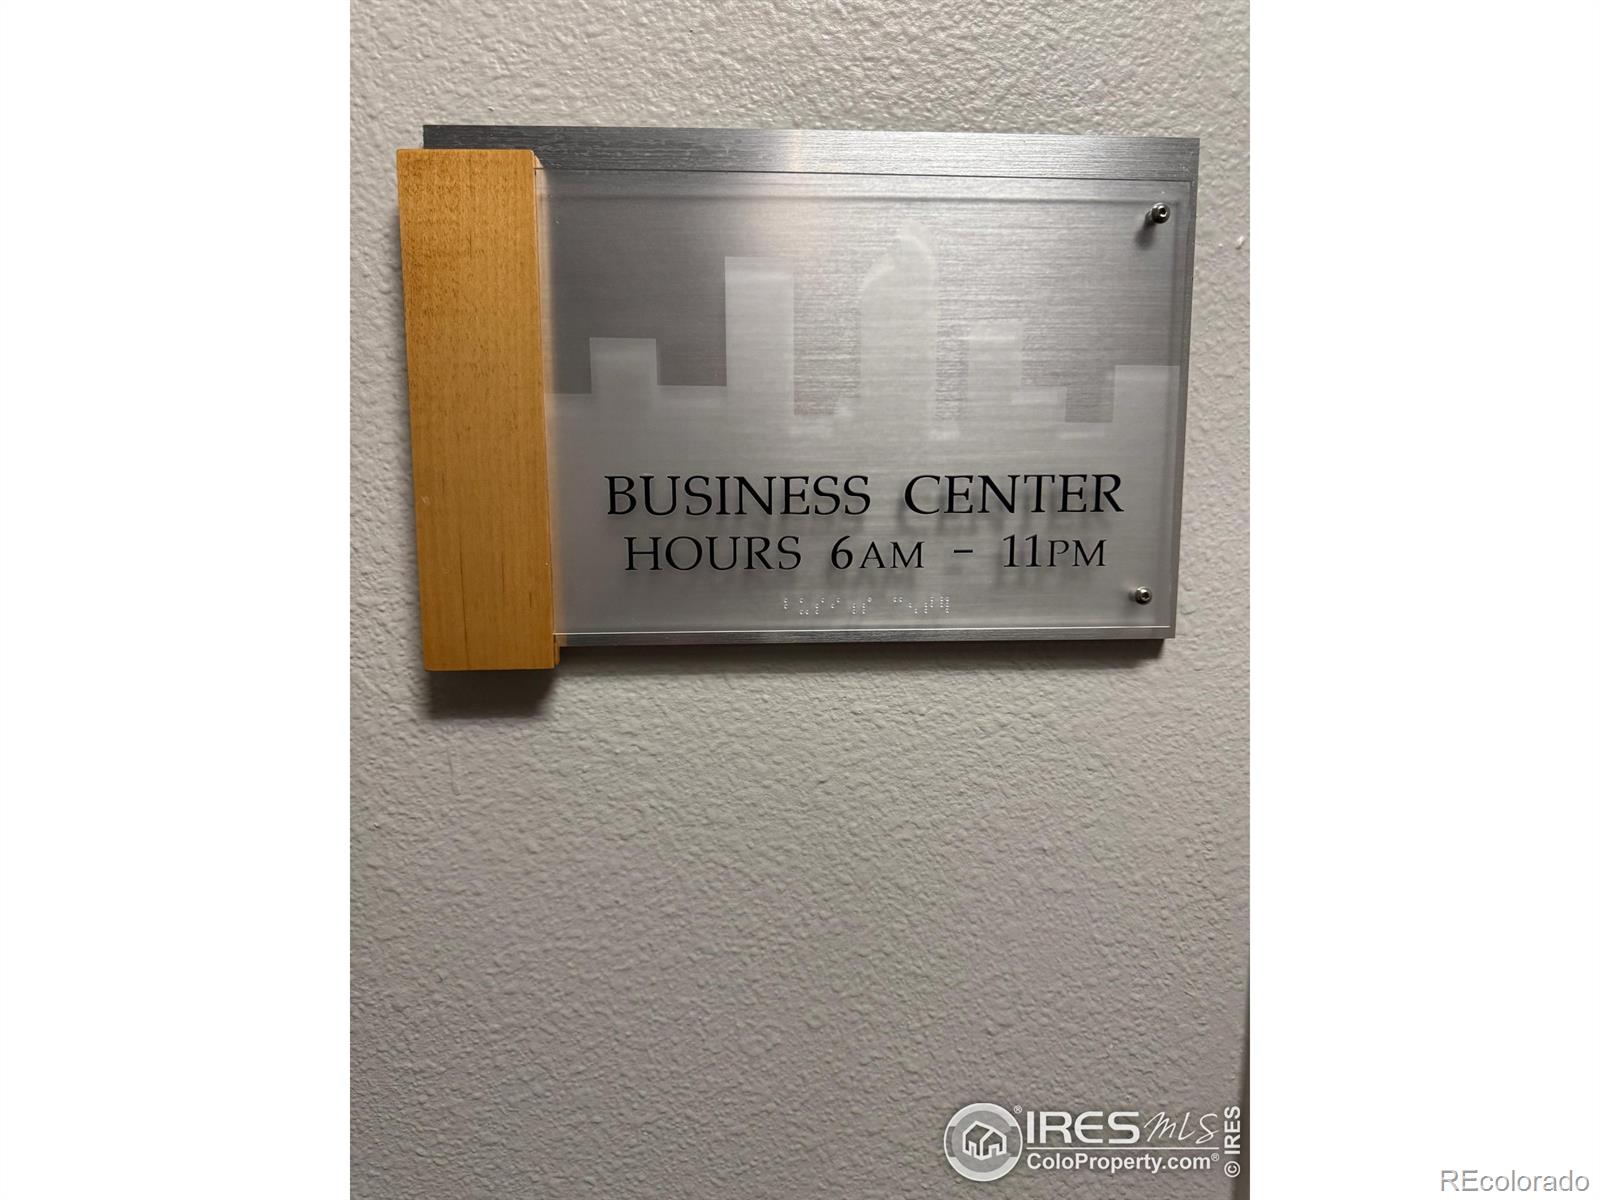 BUSINESS CENTER
HOURS 6AM - 11PM
IRES MLS
ColoProperty.com®
© IRES
REcolorado